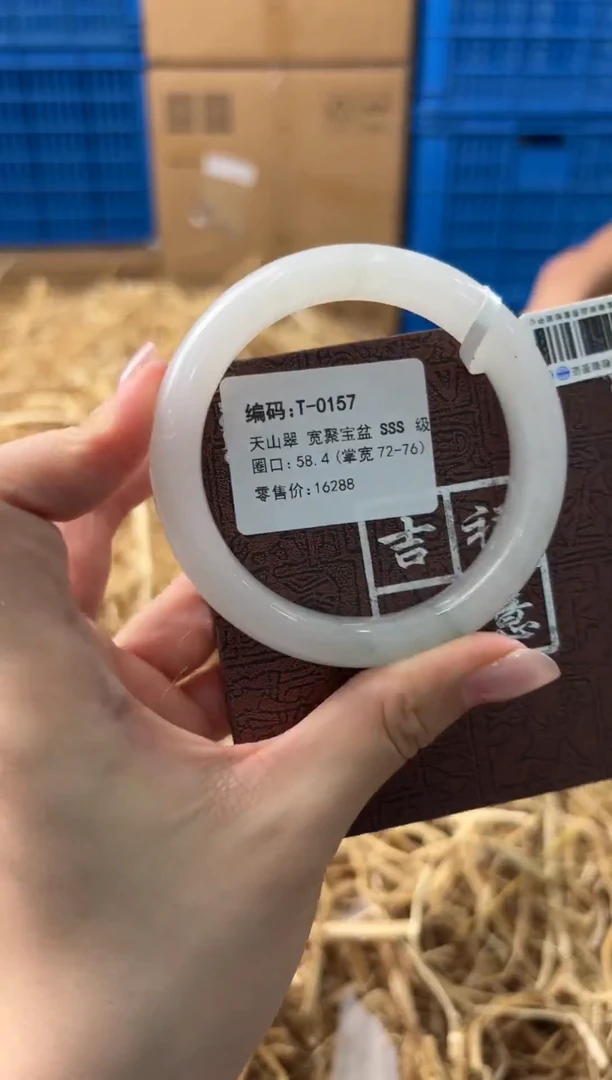 编码:T-0157
天山翠 宽聚宝盆 SSS 级
圈口:58.4(掌宽72-76)
零售价:16288
吉